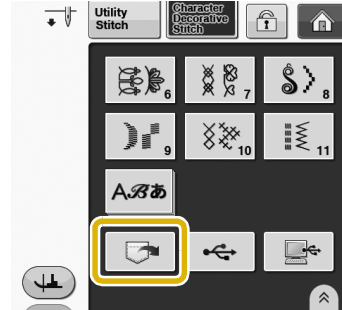 Utility
Stitch
Character
Decorative
Stitch
6
7
8
9
10
11
Aℬあ